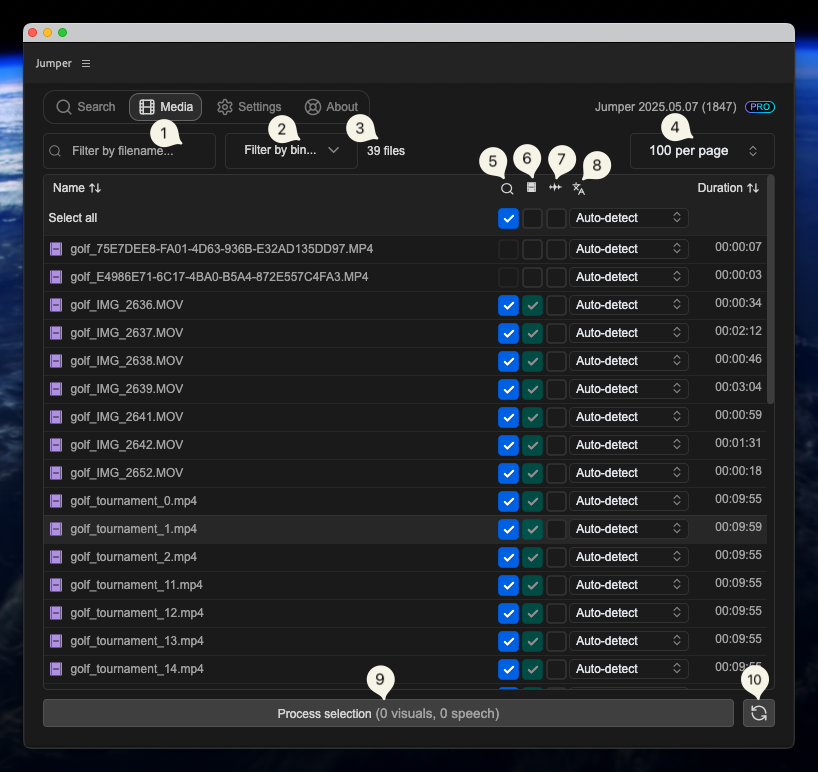 Jumper
Search Media Settings About Jumper 2025.05.07 (1847) PRO
1 2 3 4
Filter by filename... Filter by bin... 39 files 100 per page
5 6 7 8
Name Duration
Select all Auto-detect
golf_75E7DEE8-FA01-4D63-936B-E32AD135DD97.MP4 Auto-detect 00:00:07
golf_E4986E71-6C17-4BA0-B5A4-872E557C4FA3.MP4 Auto-detect 00:00:03
golf_IMG_2636.MOV Auto-detect 00:00:34
golf_IMG_2637.MOV Auto-detect 00:02:12
golf_IMG_2638.MOV Auto-detect 00:00:46
golf_IMG_2639.MOV Auto-detect 00:03:04
golf_IMG_2641.MOV Auto-detect 00:00:59
golf_IMG_2642.MOV Auto-detect 00:01:31
golf_IMG_2652.MOV Auto-detect 00:00:18
golf_tournament_0.mp4 Auto-detect 00:09:55
golf_tournament_1.mp4 Auto-detect 00:09:59
golf_tournament_2.mp4 Auto-detect 00:09:55
golf_tournament_11.mp4 Auto-detect 00:09:55
golf_tournament_12.mp4 Auto-detect 00:09:55
golf_tournament_13.mp4 Auto-detect 00:09:55
golf_tournament_14.mp4 Auto-detect 00:09:55
9 10
Process selection (0 visuals, 0 speech)